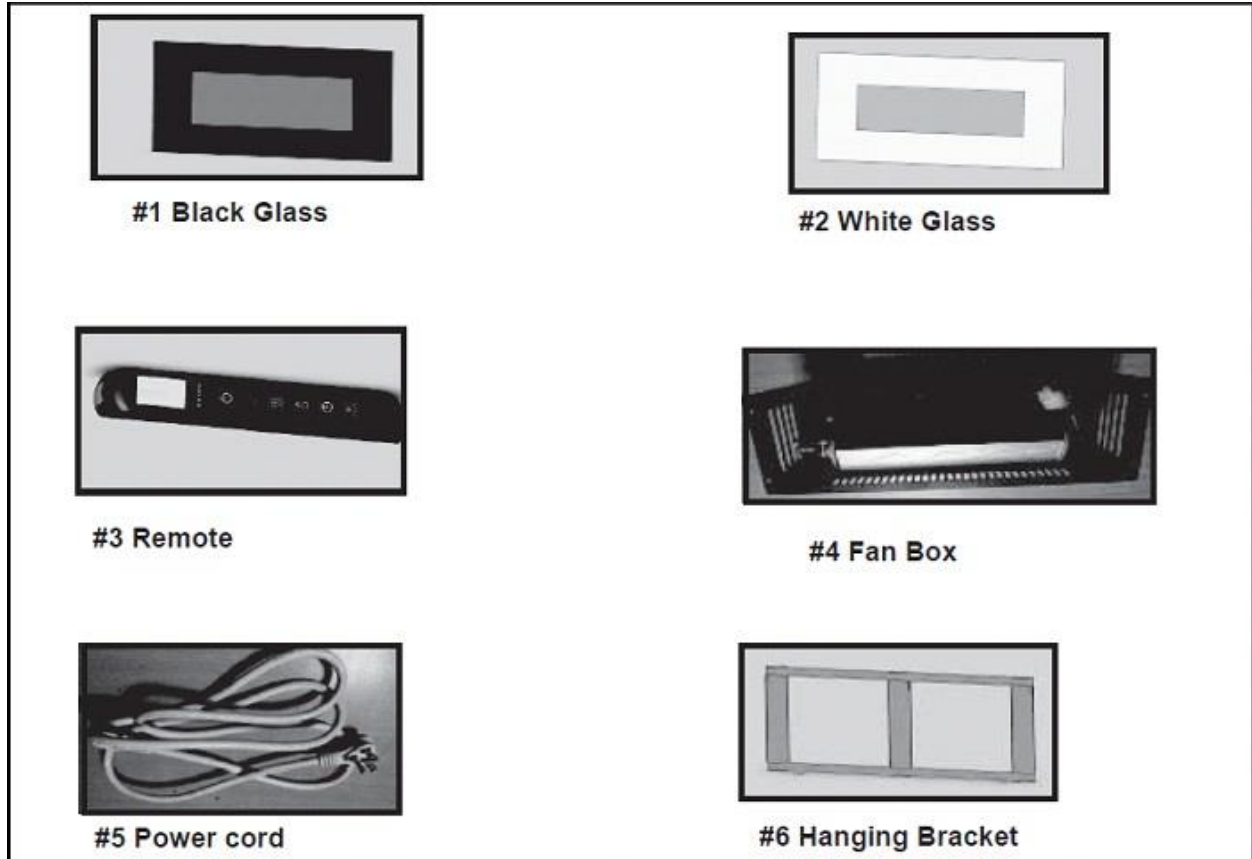 #1 Black Glass
#2 White Glass
#3 Remote
#4 Fan Box
#5 Power cord
#6 Hanging Bracket